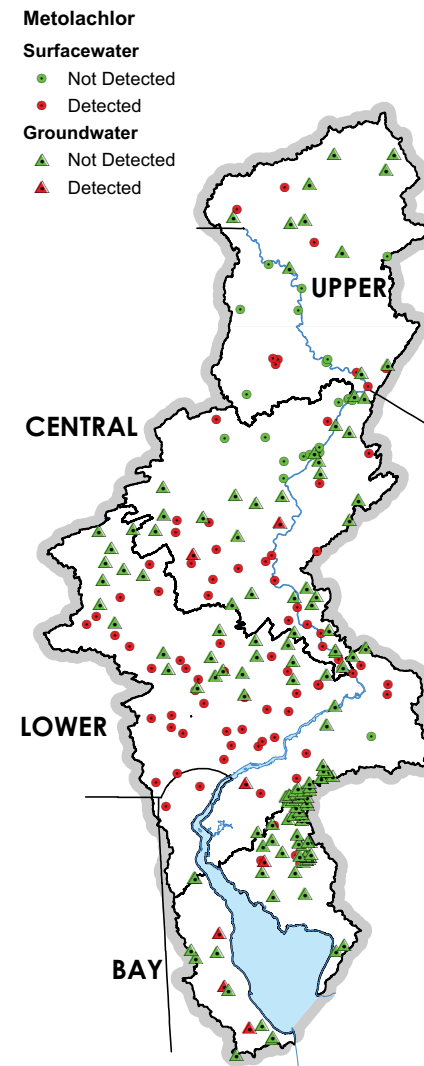 Metolachlor
Surfacewater
Not Detected
Detected
Groundwater
Not Detected
Detected
UPPER
CENTRAL
LOWER
BAY